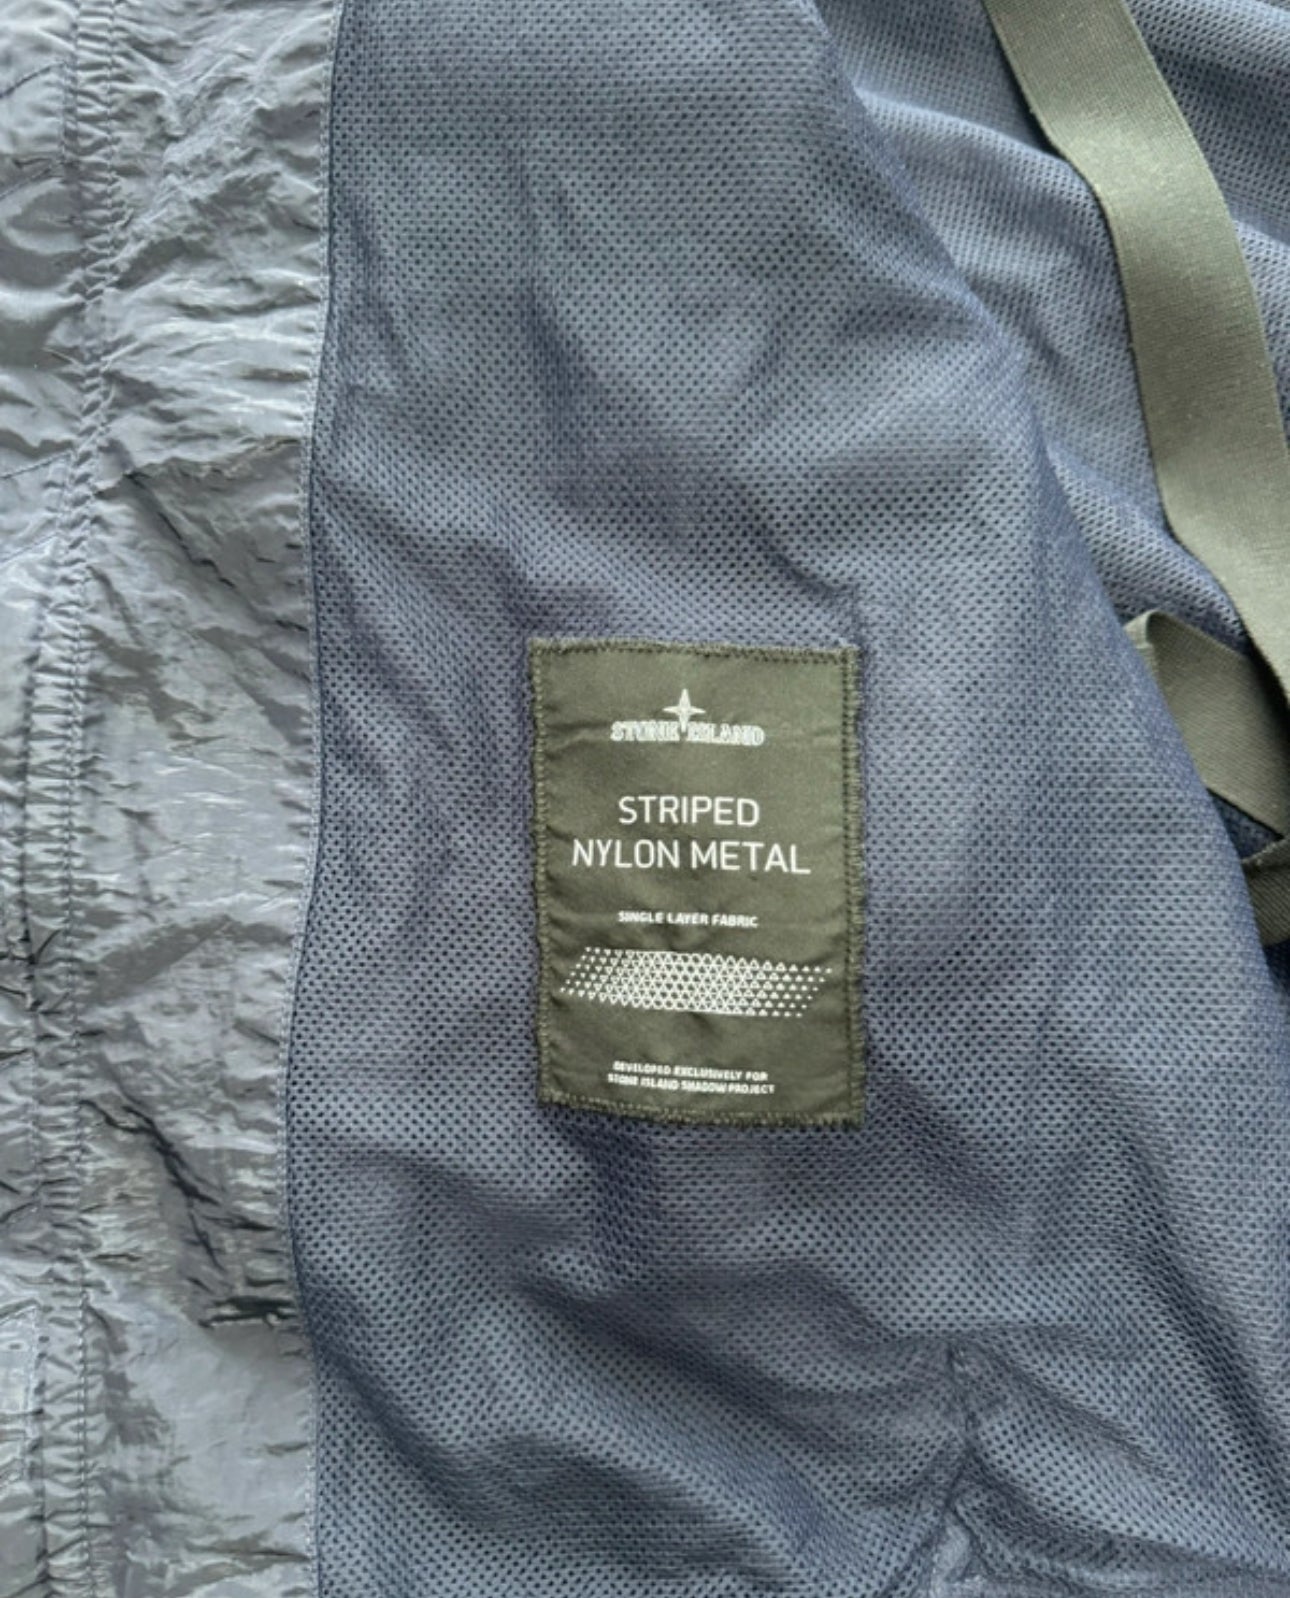 STONE ISLAND
STRIPED
NYLON METAL
SINGLE LAYER FABRIC
DEVELOPED EXCLUSIVELY FOR
STONE ISLAND SHADOW PROJECT